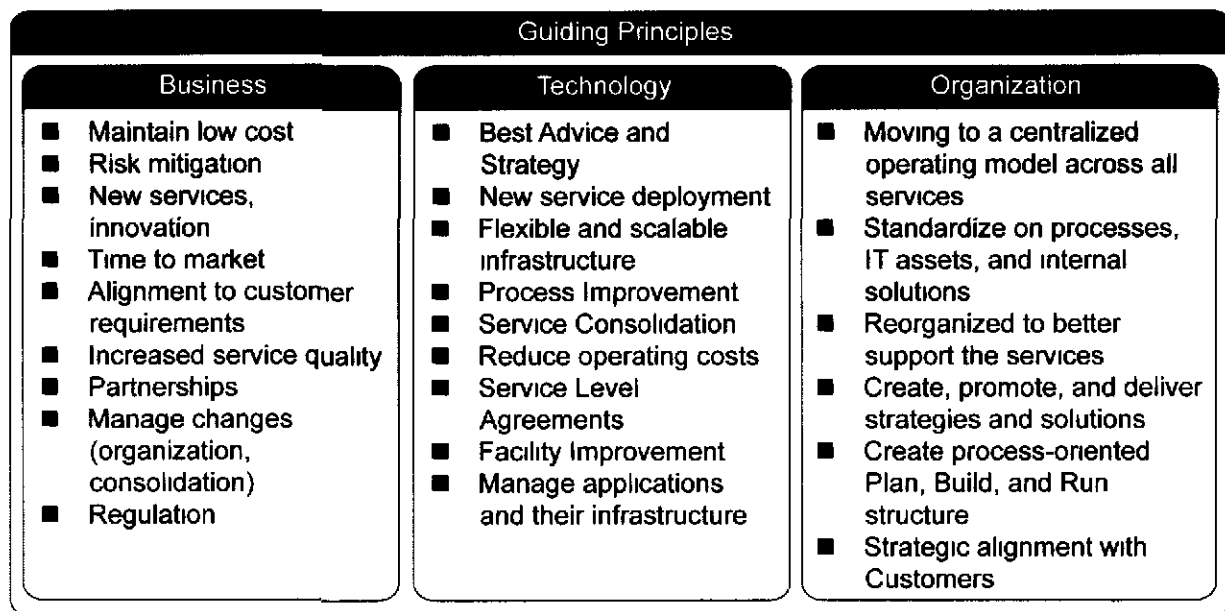 Guiding Principles
Business
■ Maintain low cost
■ Risk mitigation
■ New services,
innovation
■ Time to market
■ Alignment to customer
requirements
■ Increased service quality
■ Partnerships
■ Manage changes
(organization,
consolidation)
■ Regulation
Technology
■ Best Advice and
Strategy
■ New service deployment
■ Flexible and scalable
infrastructure
■ Process Improvement
■ Service Consolidation
■ Reduce operating costs
■ Service Level
Agreements
■ Facility Improvement
■ Manage applications
and their infrastructure
Organization
■ Moving to a centralized
operating model across all
services
■ Standardize on processes,
IT assets, and internal
solutions
■ Reorganized to better
support the services
■ Create, promote, and deliver
strategies and solutions
■ Create process-oriented
Plan, Build, and Run
structure
■ Strategic alignment with
Customers